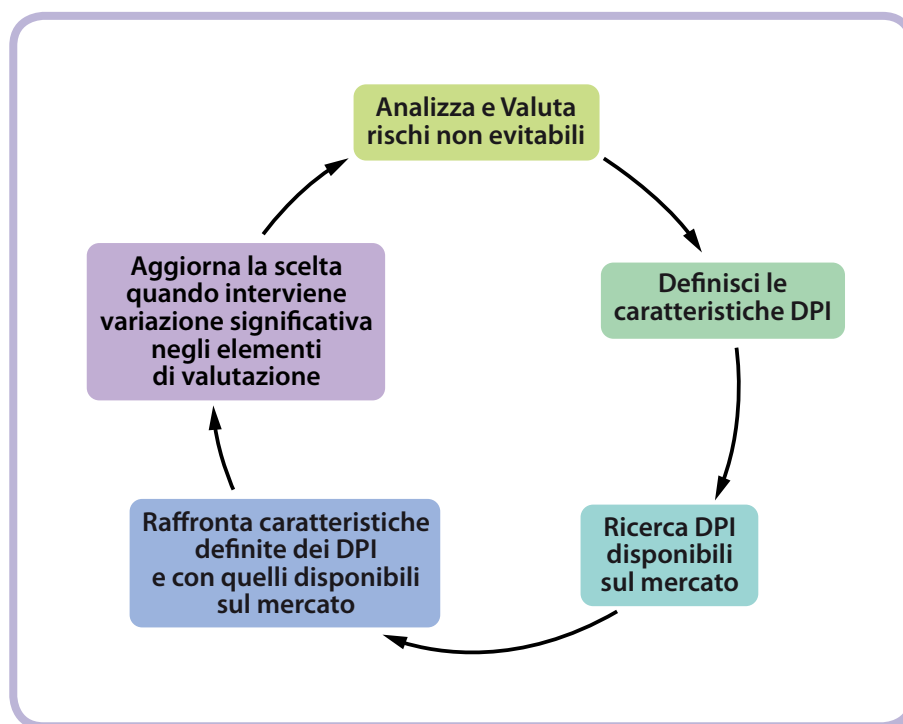 Analizza e Valuta
rischi non evitabili
Definisci le
caratteristiche DPI
Ricerca DPI
disponibili
sul mercato
Raffronta caratteristiche
definite dei DPI
e con quelli disponibili
sul mercato
Aggiorna la scelta
quando interviene
variazione significativa
negli elementi
di valutazione